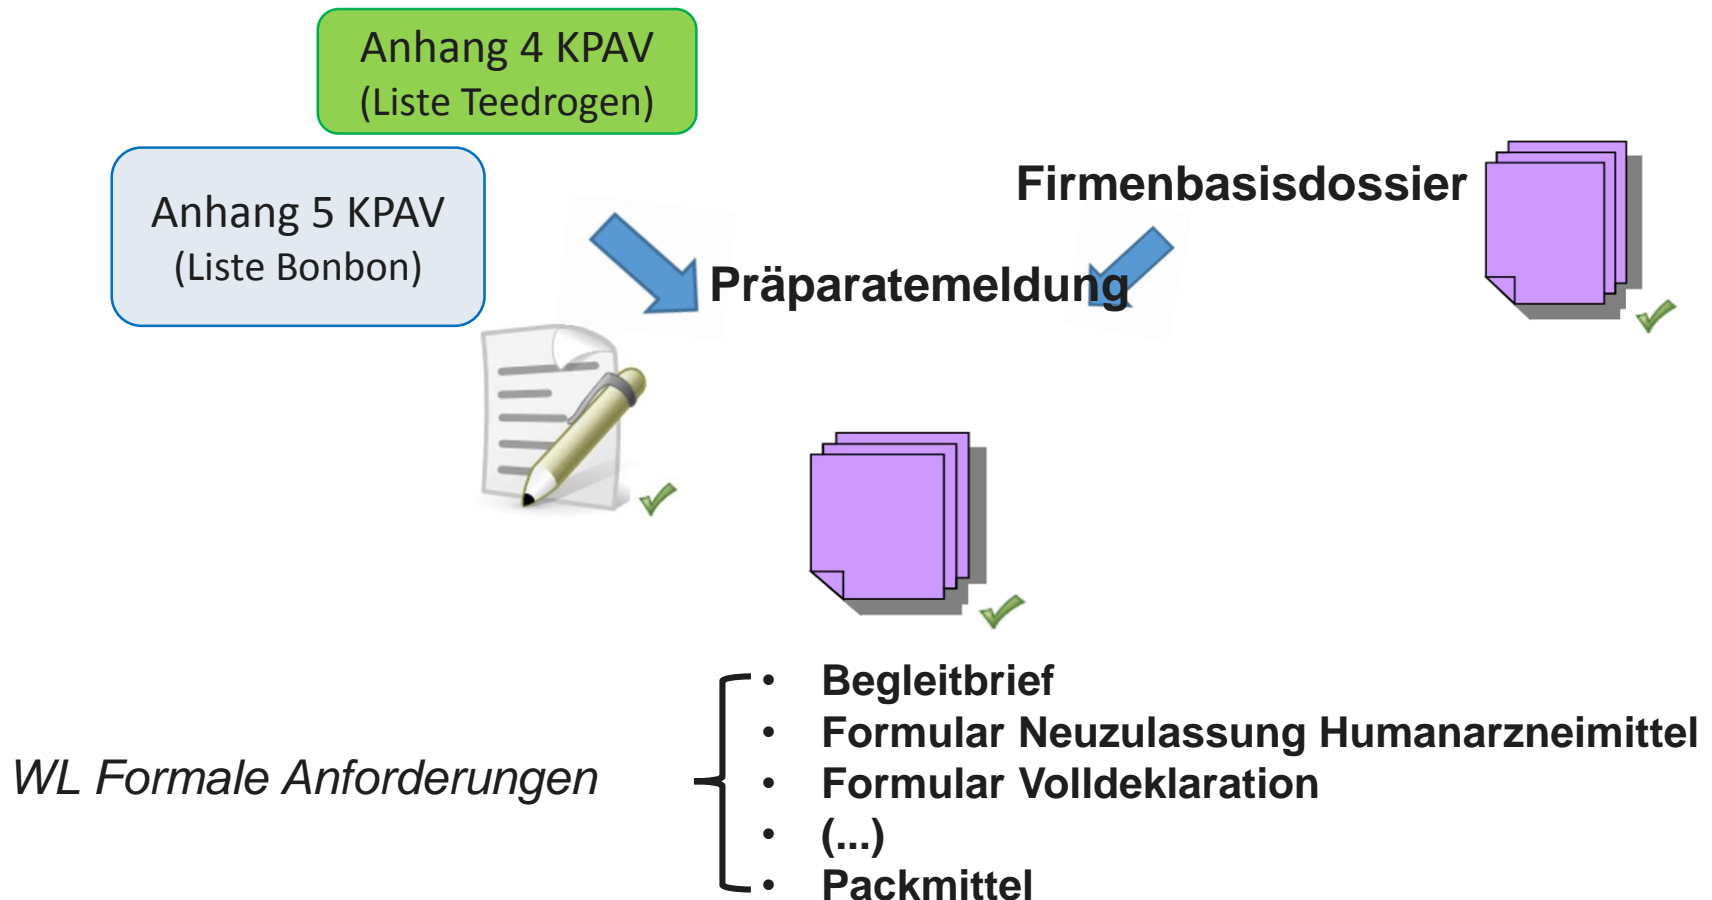 Anhang 4 KPAV
(Liste Teedrogen)
Anhang 5 KPAV
(Liste Bonbon)
Firmenbasisdossier
Präparatemeldung
WL Formale Anforderungen
• Begleitbrief
• Formular Neuzulassung Humanarzneimittel
• Formular Volldeklaration
• (...)
• Packmittel